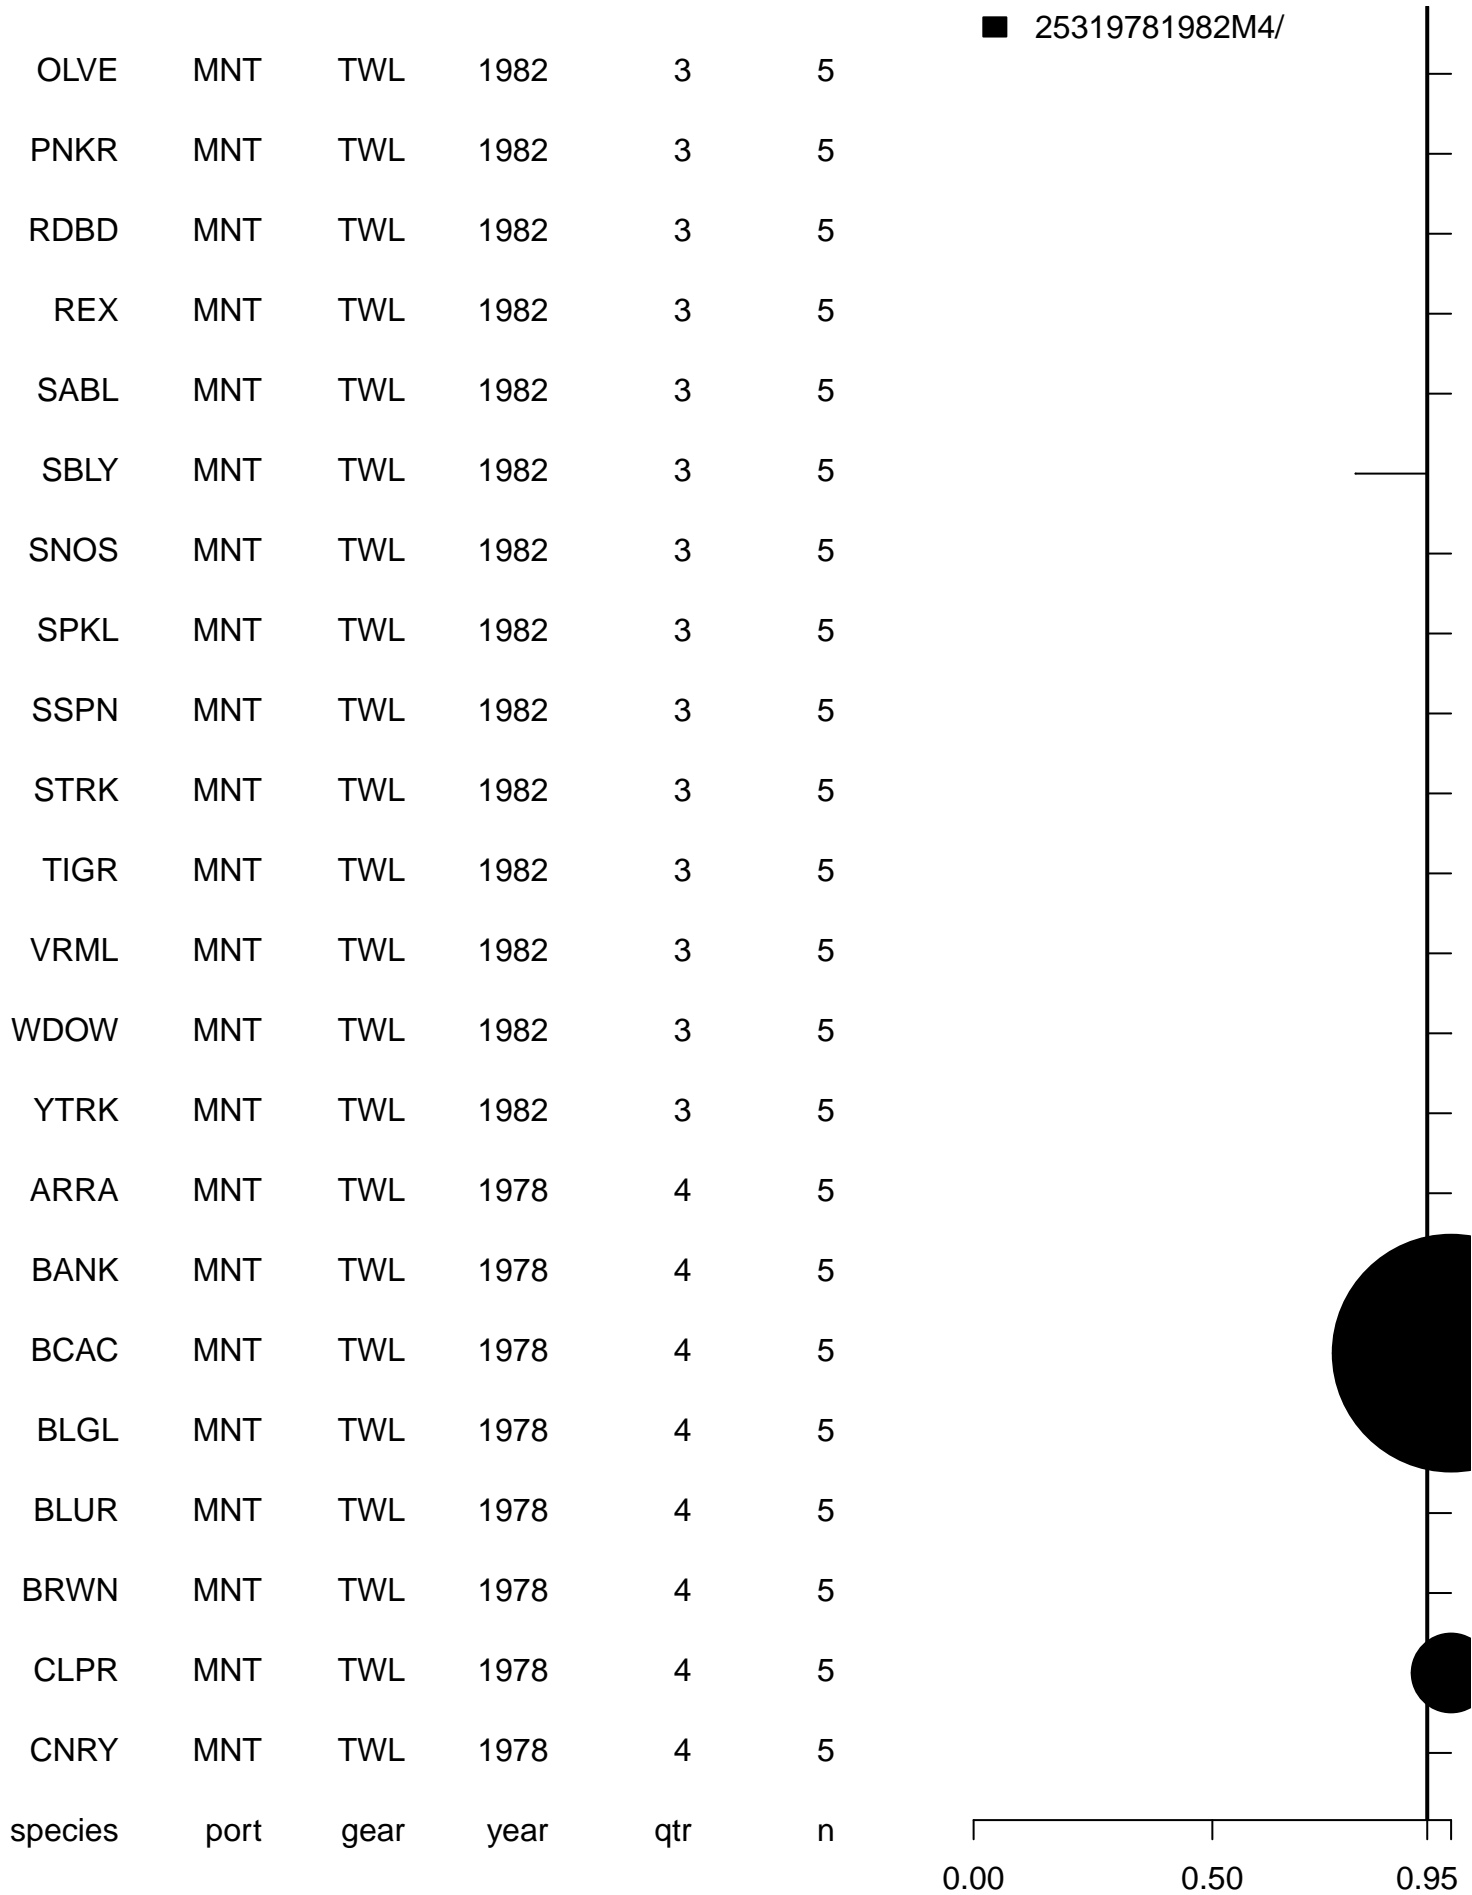 25319781982M4/
OLVE MNT TWL 1982 3 5
PNKR MNT TWL 1982 3 5
RDBD MNT TWL 1982 3 5
REX MNT TWL 1982 3 5
SABL MNT TWL 1982 3 5
SBLY MNT TWL 1982 3 5
SNOS MNT TWL 1982 3 5
SPKL MNT TWL 1982 3 5
SSPN MNT TWL 1982 3 5
STRK MNT TWL 1982 3 5
TIGR MNT TWL 1982 3 5
VRML MNT TWL 1982 3 5
WDOW MNT TWL 1982 3 5
YTRK MNT TWL 1982 3 5
ARRA MNT TWL 1978 4 5
BANK MNT TWL 1978 4 5
BCAC MNT TWL 1978 4 5
BLGL MNT TWL 1978 4 5
BLUR MNT TWL 1978 4 5
BRWN MNT TWL 1978 4 5
CLPR MNT TWL 1978 4 5
CNRY MNT TWL 1978 4 5
species port gear year qtr n
0.00 0.50 0.95